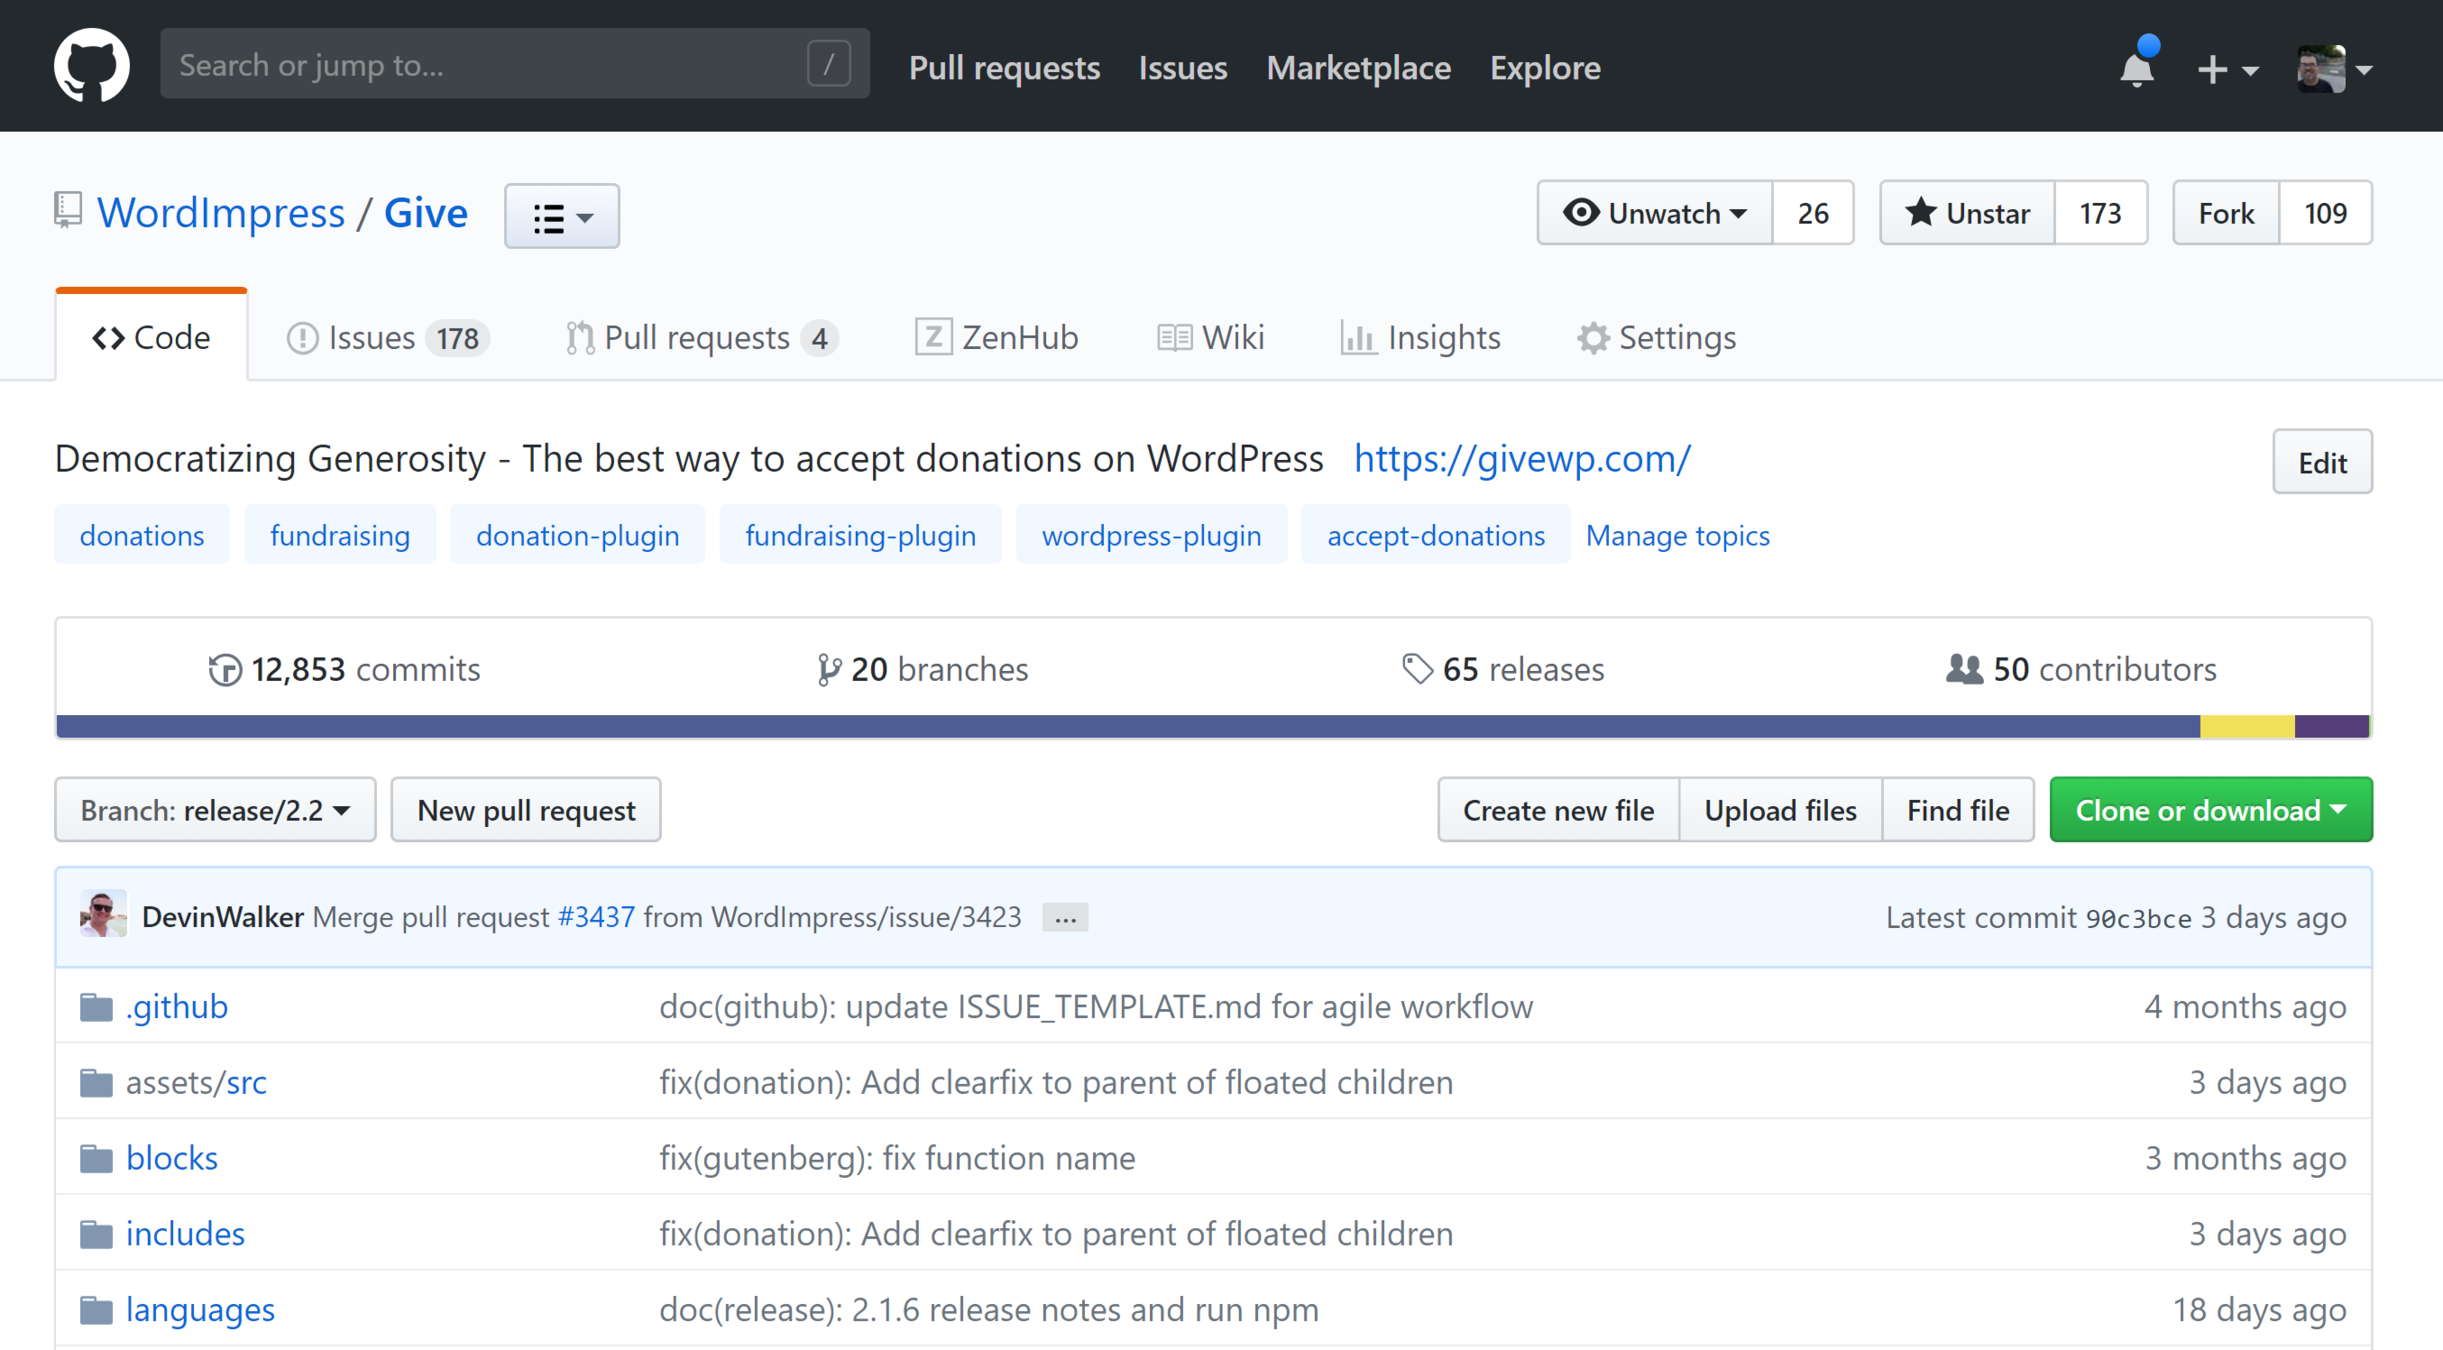 Search or jump to... /
Pull requests Issues Marketplace Explore
WordImpress / Give
Unwatch 26 Unstar 173 Fork 109
Code Issues 178 Pull requests 4 Z ZenHub Wiki Insights Settings
Democratizing Generosity - The best way to accept donations on WordPress https://givewp.com/ Edit
donations fundraising donation-plugin fundraising-plugin wordpress-plugin accept-donations Manage topics
12,853 commits 20 branches 65 releases 50 contributors
Branch: release/2.2 New pull request Create new file Upload files Find file Clone or download
DevinWalker Merge pull request #3437 from WordImpress/issue/3423 ... Latest commit 90c3bce 3 days ago
.github doc(github): update ISSUE_TEMPLATE.md for agile workflow 4 months ago
assets/src fix(donation): Add clearfix to parent of floated children 3 days ago
blocks fix(gutenberg): fix function name 3 months ago
includes fix(donation): Add clearfix to parent of floated children 3 days ago
languages doc(release): 2.1.6 release notes and run npm 18 days ago